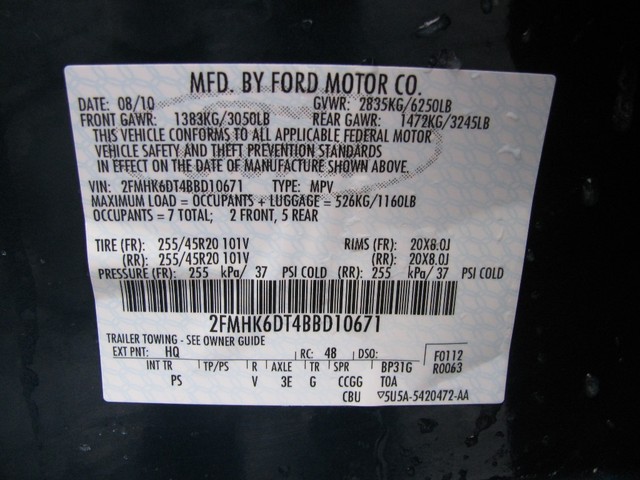 MFD. BY FORD MOTOR CO.
DATE: 08/10 GVWR: 2835KG/6250LB
FRONT GAWR: 1383KG/3050LB REAR GAWR: 1472KG/3245LB
THIS VEHICLE CONFORMS TO ALL APPLICABLE FEDERAL MOTOR
VEHICLE SAFETY AND THEFT PREVENTION STANDARDS
IN EFFECT ON THE DATE OF MANUFACTURE SHOWN ABOVE.
VIN: 2FMHK6DT4BBD10671 TYPE: MPV
MAXIMUM LOAD = OCCUPANTS + LUGGAGE = 526KG/1160LB
OCCUPANTS = 7 TOTAL; 2 FRONT, 5 REAR
TIRE (FR): 255/45R20 101V RIMS (FR): 20X8.0J
(RR): 255/45R20 101V (RR): 20X8.0J
PRESSURE (FR): 255 kPa/ 37 PSI COLD (RR): 255 kPa/37 PSI COLD
2FMHK6DT4BBD10671
TRAILER TOWING - SEE OWNER GUIDE
EXT PNT: HQ RC: 48 DSO: F0112
INT TR TP/PS R AXLE TR SPR BP31G R0063
PS V 3E G CCGG TOA
CBU ▽5U5A-5420472-AA